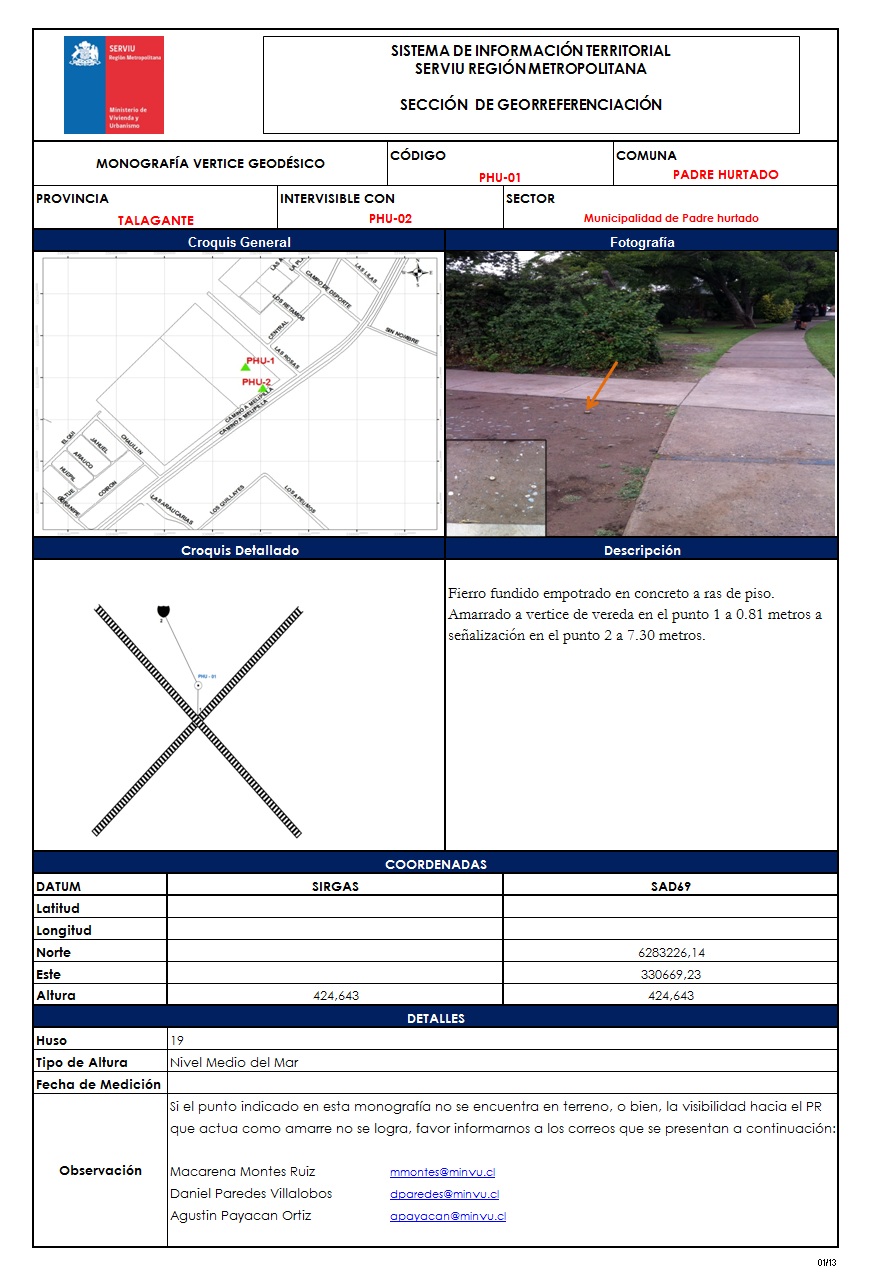 SERVIU
Región Metropolitana
Ministerio de
Vivienda y
Urbanismo
SISTEMA DE INFORMACIÓN TERRITORIAL
SERVIU REGIÓN METROPOLITANA
SECCIÓN DE GEORREFERENCIACIÓN
MONOGRAFÍA VERTICE GEODÉSICO
CÓDIGO
PHU-01
COMUNA
PADRE HURTADO
PROVINCIA
TALAGANTE
INTERVISIBLE CON
PHU-02
SECTOR
Municipalidad de Padre hurtado
Croquis General
Fotografía
LAS LILAS
CAMPO DE DEPORTE
LOS RETAMOS
CENTRAL
LAS ROSAS
SIN NOMBRE
PHU-1
PHU-2
CAMINO A MELIPILLA
CAMINO A MELIPILLA
EL QUI
JAHUEL
CHAULLIN
ARAUCO
HUEPIL
COIRON
LAS ARAUCARIAS
LOS QUILLAYES
N
E
S
Croquis Detallado
Descripción
2
PHU - 01
1
Fierro fundido empotrado en concreto a ras de piso.
Amarrado a vertice de vereda en el punto 1 a 0.81 metros a
señalización en el punto 2 a 7.30 metros.
COORDENADAS
DATUM SIRGAS SAD69
Latitud
Longitud
Norte 6283226,14
Este 330669,23
Altura 424,643 424,643
DETALLES
Huso 19
Tipo de Altura Nivel Medio del Mar
Fecha de Medición
Observación
Si el punto indicado en esta monografía no se encuentra en terreno, o bien, la visibilidad hacia el PR
que actua como amarre no se logra, favor informarnos a los correos que se presentan a continuación:
Macarena Montes Ruiz mmontes@minvu.cl
Daniel Paredes Villalobos dparedes@minvu.cl
Agustin Payacan Ortiz apayacan@minvu.cl
01/13